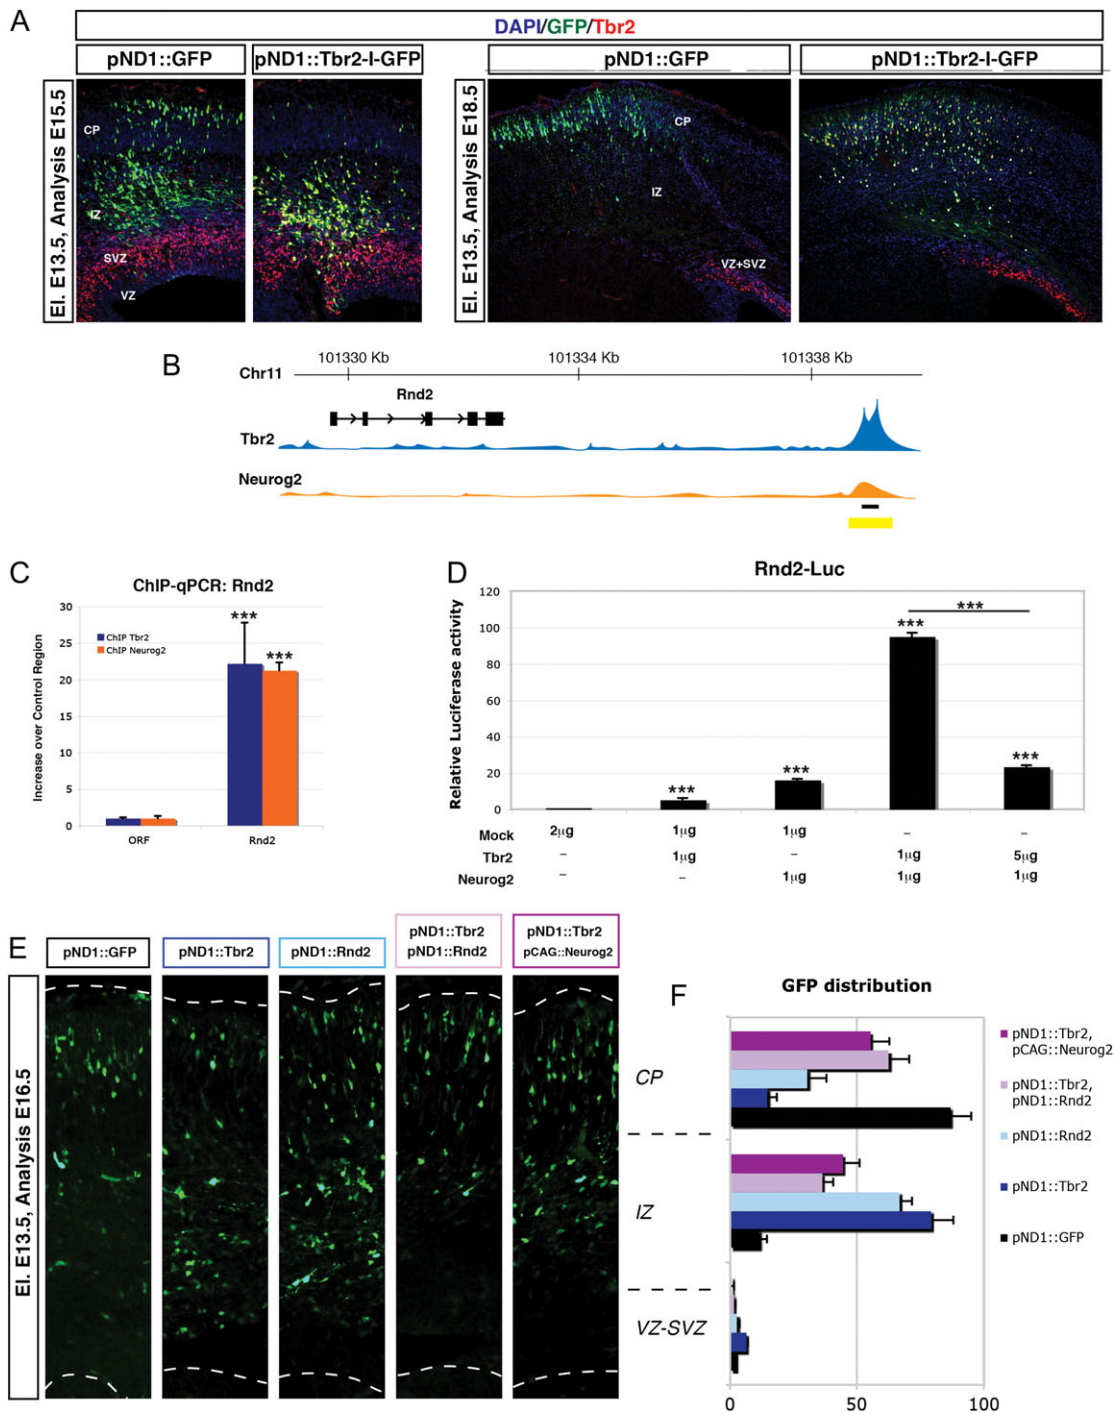 A
DAPI/GFP/Tbr2
pND1::GFP
pND1::Tbr2-I-GFP
pND1::GFP
pND1::Tbr2-I-GFP
El. E13.5, Analysis E15.5
CP
IZ
SVZ
VZ
El. E13.5, Analysis E18.5
CP
IZ
VZ+SVZ
B
101330 Kb
101334 Kb
101338 Kb
Chr11
Rnd2
Tbr2
Neurog2
C
ChIP-qPCR: Rnd2
Increase over Control Region
30
25
20
15
10
5
0
ChIP Tbr2
ChIP Neurog2
***
***
ORF
Rnd2
D
Rnd2-Luc
Relative Luciferase activity
120
100
80
60
40
20
0
***
***
***
***
***
Mock 2µg 1µg 1µg – –
Tbr2 – 1µg – 1µg 5µg
Neurog2 – – 1µg 1µg 1µg
E
pND1::GFP
pND1::Tbr2
pND1::Rnd2
pND1::Tbr2
pND1::Rnd2
pND1::Tbr2
pCAG::Neurog2
El. E13.5, Analysis E16.5
F
GFP distribution
CP
IZ
VZ-SVZ
0
50
100
pND1::Tbr2,
pCAG::Neurog2
pND1::Tbr2,
pND1::Rnd2
pND1::Rnd2
pND1::Tbr2
pND1::GFP